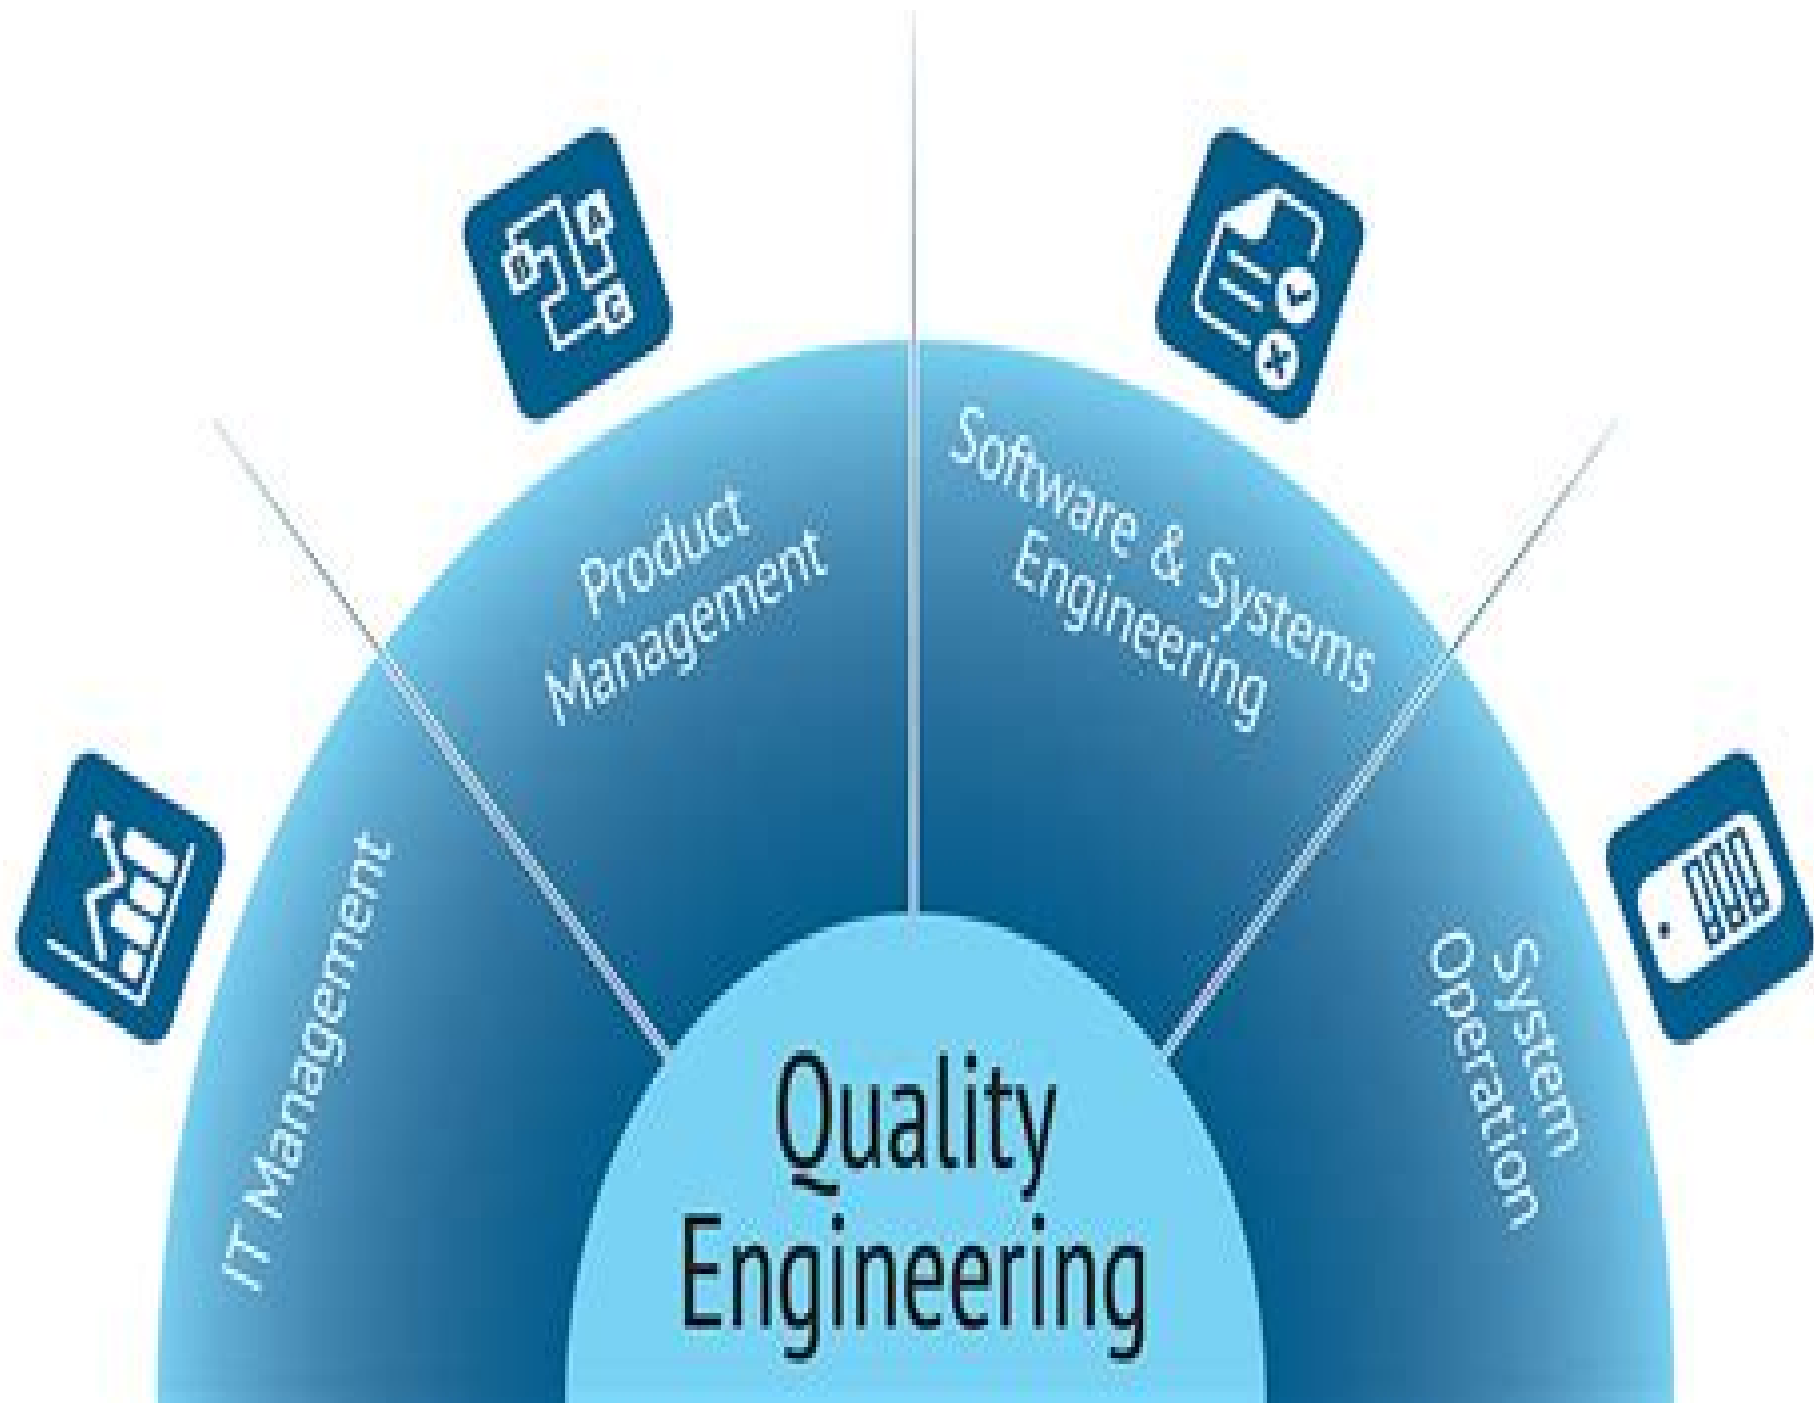 B
A
C
Product
Management
Software & Systems
Engineering
IT Management
System
Operation
Quality
Engineering